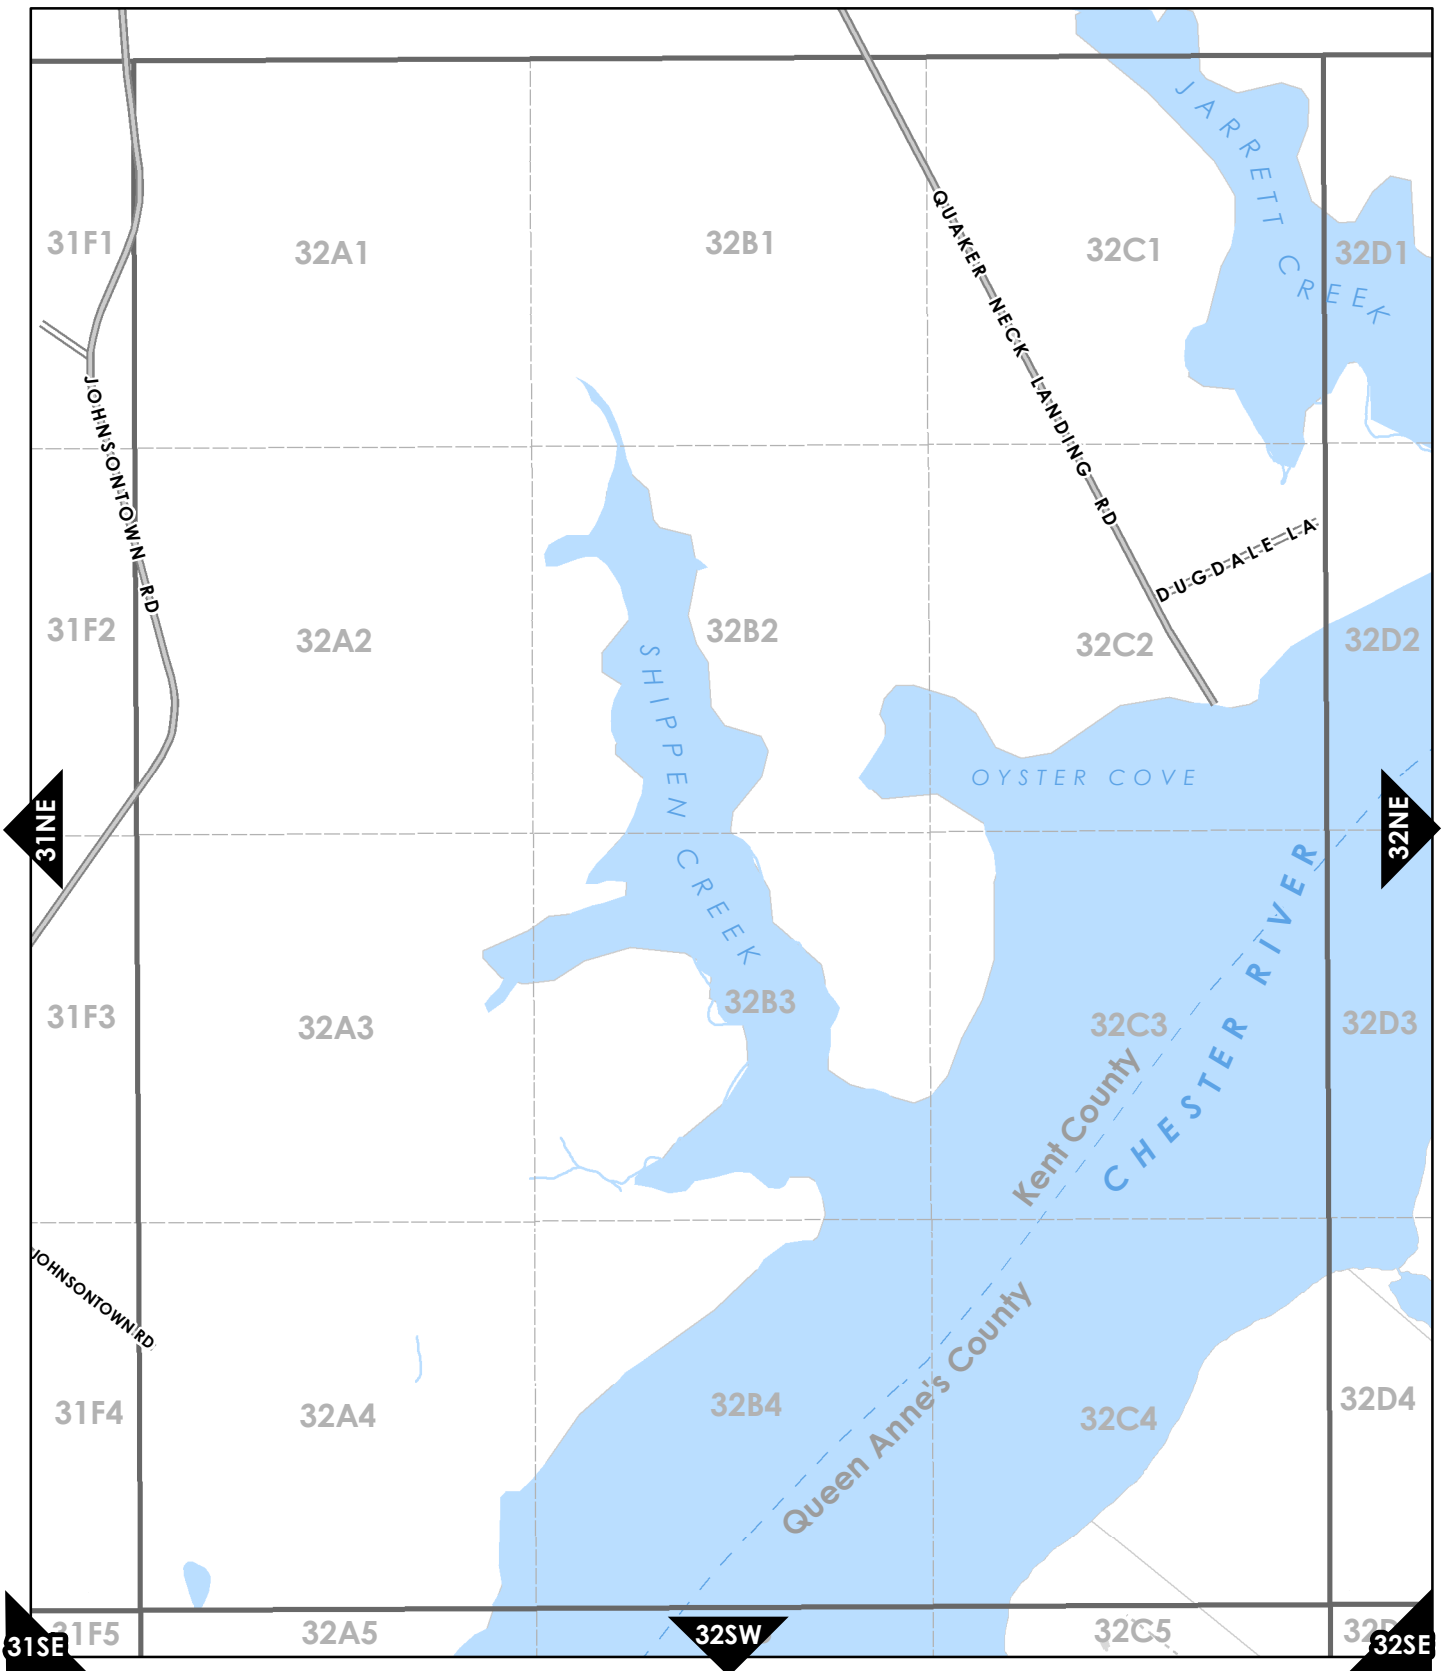 JARRETT CREEK
QUAKER NECK LANDING RD
31F1
32A1
32B1
32C1
32D1
JOHNSONTOWN RD
DUGDALE LA
31F2
32A2
32B2
32C2
32D2
SHIPPEN CREEK
OYSTER COVE
31NE
32NE
CHESTER RIVER
31F3
32A3
32B3
32C3
32D3
Kent County
JOHNSONTOWN RD
Queen Anne's County
31F4
32A4
32B4
32C4
32D4
31F5
32A5
32SW
32C5
31SE
32SE